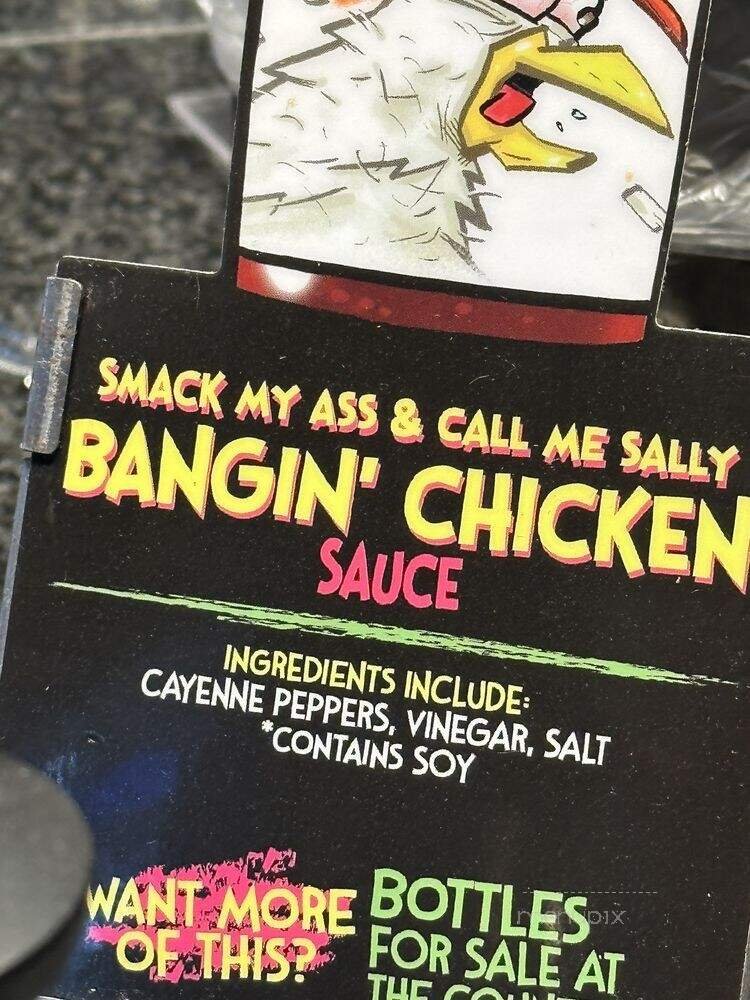 SMACK MY ASS & CALL ME SALLY
BANGIN' CHICKEN
SAUCE
INGREDIENTS INCLUDE:
CAYENNE PEPPERS, VINEGAR, SALT
*CONTAINS SOY
WANT MORE
OF THIS?
BOTTLES
FOR SALE AT
THE